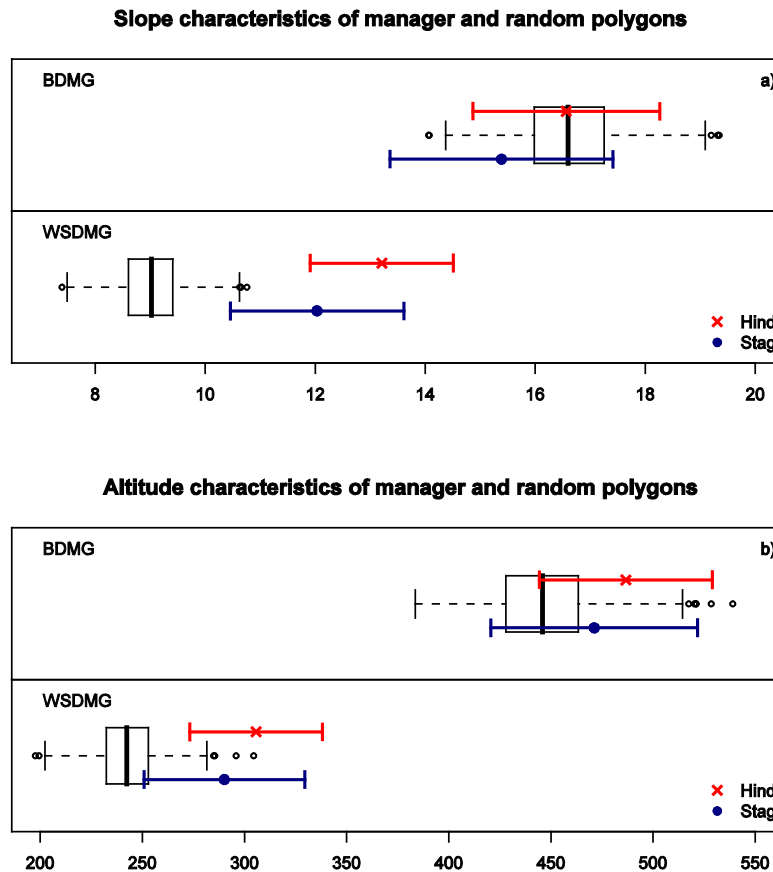 Slope characteristics of manager and random polygons
BDMG
a)
WSDMG
Hind
Stag
8 10 12 14 16 18 20
Altitude characteristics of manager and random polygons
BDMG
b)
WSDMG
Hind
Stag
200 250 300 350 400 450 500 550